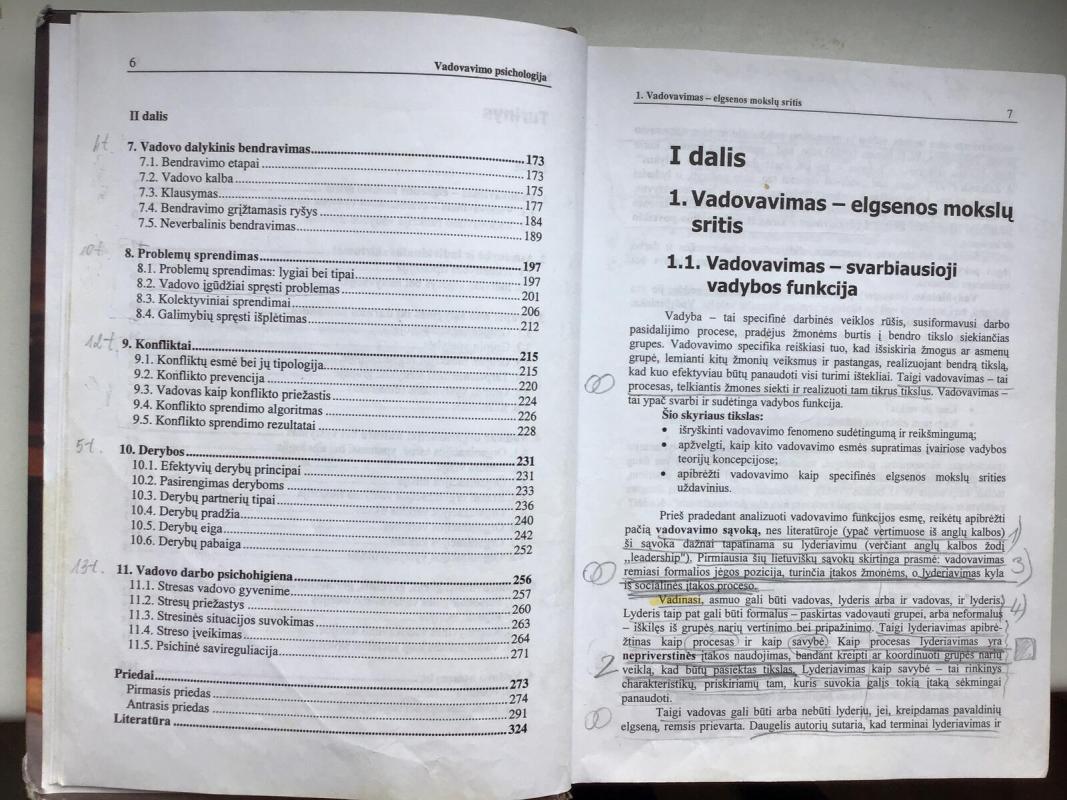 6
Vadovavimo psichologija
II dalis
7. Vadovo dalykinis bendravimas 173
7.1. Bendravimo etapai 173
7.2. Vadovo kalba 175
7.3. Klausymas 177
7.4. Bendravimo grįžtamasis ryšys 184
7.5. Neverbalinis bendravimas 189
8. Problemų sprendimas 197
8.1. Problemų sprendimas: lygiai bei tipai 197
8.2. Vadovo įgūdžiai spręsti problemas 201
8.3. Kolektyviniai sprendimai 206
8.4. Galimybių spręsti išplėtimas 212
12t
9. Konfliktai 215
9.1. Konfliktų esmė bei jų tipologija 215
9.2. Konflikto prevencija 220
9.3. Vadovas kaip konflikto priežastis 224
9.4. Konflikto sprendimo algoritmas 226
9.5. Konflikto sprendimo rezultatai 228
10. Derybos 231
10.1. Efektyvių derybų principai 231
10.2. Pasirengimas deryboms 233
10.3. Derybų partnerių tipai 236
10.4. Derybų pradžia 240
10.5. Derybų eiga 242
10.6. Derybų pabaiga 252
13t
11. Vadovo darbo psichohigiena 256
11.1. Stresas vadovo gyvenime 257
11.2. Stresų priežastys 260
11.3. Stresinės situacijos suvokimas 263
11.4. Streso įveikimas 264
11.5. Psichinė savireguliacija 271
Priedai 273
Pirmasis priedas 274
Antrasis priedas 291
Literatūra 324
1. Vadovavimas – elgsenos mokslų sritis
7
I dalis
1. Vadovavimas – elgsenos mokslų
sritis
1.1. Vadovavimas – svarbiausioji
vadybos funkcija
Vadyba – tai specifinė darbinės veiklos rūšis, susiformavusi darbo
pasidalijimo procese, pradėjus žmonėms burtis į bendro tikslo siekiančias
grupes. Vadovavimo specifika reiškiasi tuo, kad išsiskiria žmogus ar asmenų
grupė, lemianti kitų žmonių veiksmus ir pastangas, realizuojant bendrą tikslą,
kad kuo efektyviau būtų panaudoti visi turimi ištekliai. Taigi vadovavimas – tai
procesas, telkiantis žmones siekti ir realizuoti tam tikrus tikslus. Vadovavimas –
tai ypač svarbi ir sudėtinga vadybos funkcija.
Šio skyriaus tikslas:
• išryškinti vadovavimo fenomeno sudėtingumą ir reikšmingumą;
• apžvelgti, kaip kito vadovavimo esmės supratimas įvairiose vadybos
teorijų koncepcijose;
• apibrėžti vadovavimo kaip specifinės elgsenos mokslų srities
uždavinius.
Prieš pradedant analizuoti vadovavimo funkcijos esmę, reikėtų apibrėžti
pačią vadovavimo sąvoką, nes literatūroje (ypač vertimuose iš anglų kalbos)
ši sąvoka dažnai tapatinama su lyderiavimu (verčiant anglų kalbos žodį
„leadership"). Pirmiausia šių lietuviškų sąvokų skirtinga prasmė: vadovavimas
remiasi formalios jėgos pozicija, turinčia įtakos žmonėms, o lyderiavimas kyla
iš socialinės įtakos proceso.
Vadinasi, asmuo gali būti vadovas, lyderis arba ir vadovas, ir lyderis.
Lyderis taip pat gali būti formalus – paskirtas vadovauti grupei, arba neformalus
– iškilęs iš grupės narių vertinimo bei pripažinimo. Taigi lyderiavimas apibrė-
žtinas kaip procesas ir kaip savybė. Kaip procesas lyderiavimas yra
neprievartinės įtakos naudojimas, bandant kreipti ar koordinuoti grupės narių
veiklą, kad būtų pasiektas tikslas. Lyderiavimas kaip savybė – tai rinkinys
charakteristikų, priskiriamų tam, kuris suvokia galįs tokią įtaką sėkmingai
panaudoti.
Taigi vadovas gali būti arba nebūti lyderiu, jei, kreipdamas pavaldinių
elgseną, remsis prievarta. Daugelis autorių sutaria, kad terminai lyderiavimas ir
1)
3)
4)
2